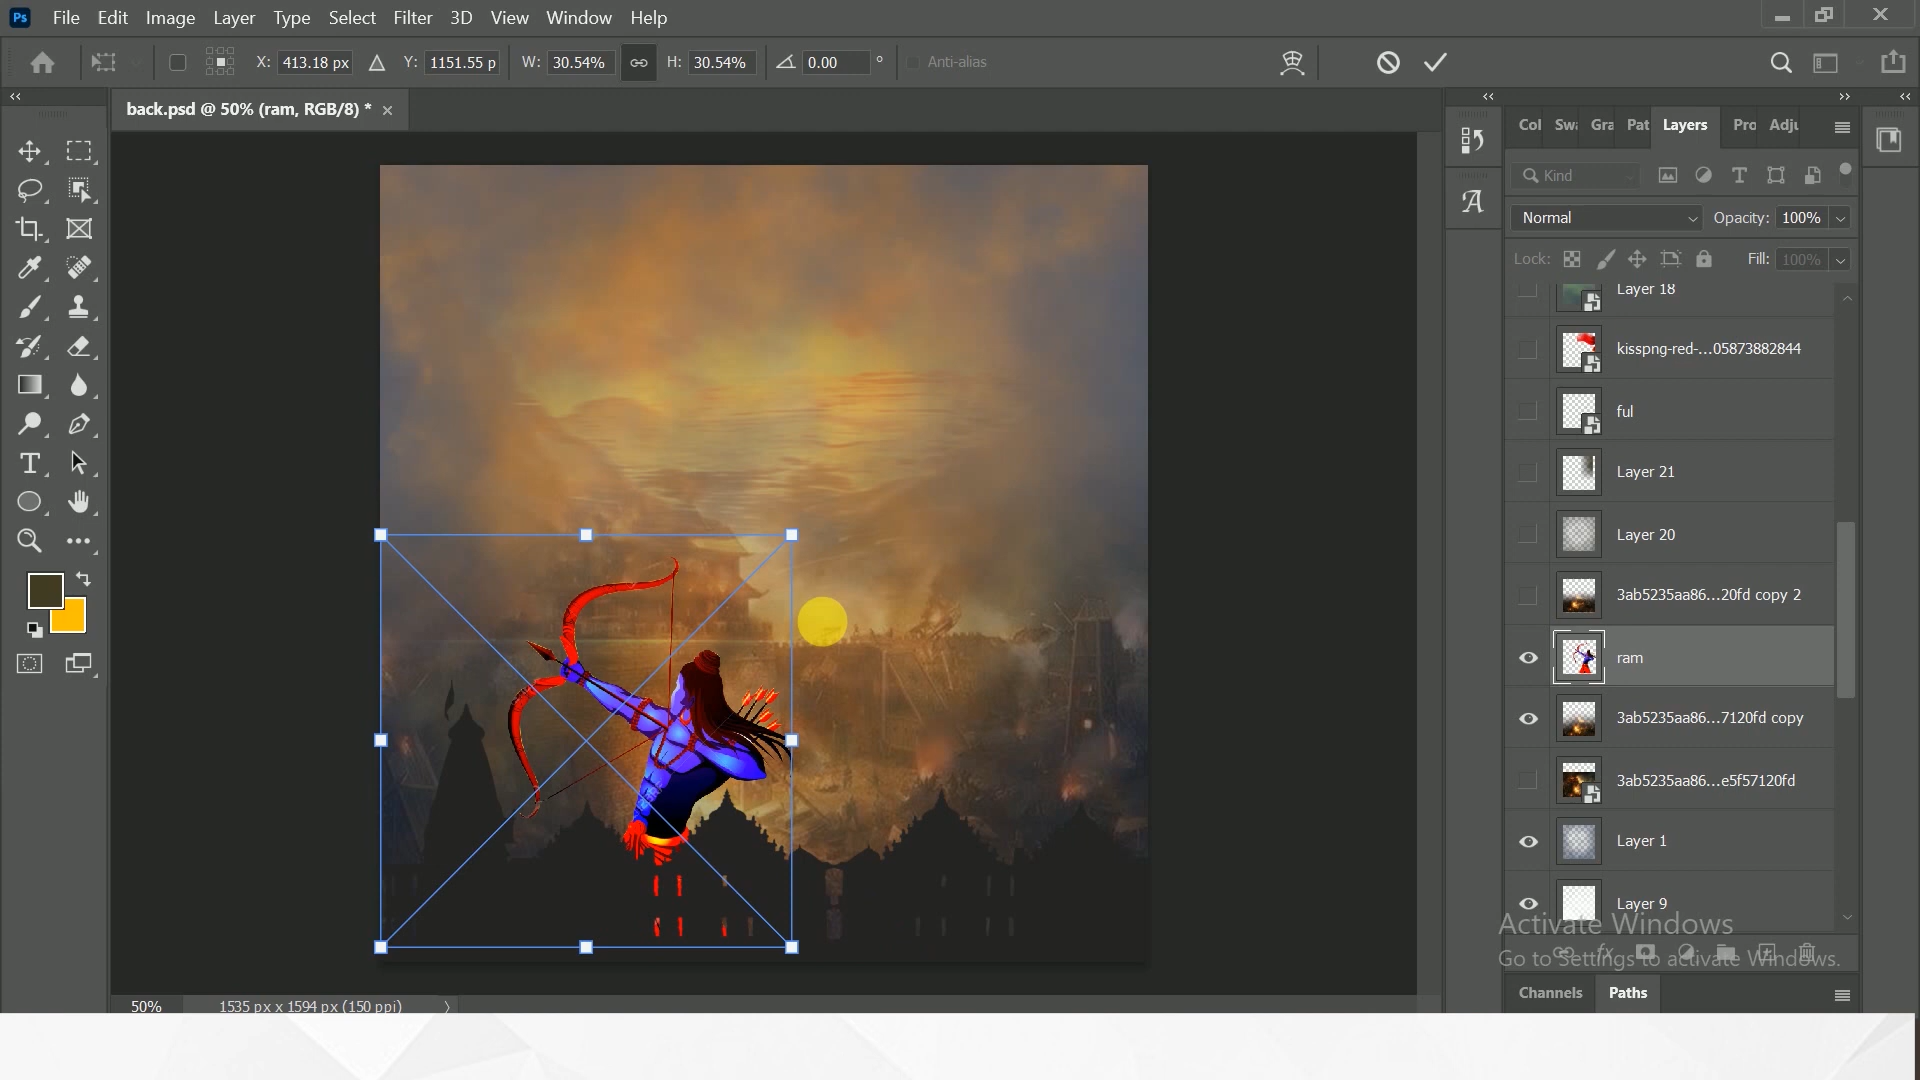 Ps File Edit Image Layer Type Select Filter 3D View Window Help
X: 413.18 px Y: 1151.55 p W: 30.54% H: 30.54% 0.00 ° Anti-alias
back.psd @ 50% (ram, RGB/8) *
Col Swa Gra Pat Layers Pro Adju
Kind
Normal Opacity: 100%
Lock: Fill: 100%
Layer 18
kisspng-red-...05873882844
ful
Layer 21
Layer 20
3ab5235aa86...20fd copy 2
ram
3ab5235aa86...7120fd copy
3ab5235aa86...e5f57120fd
Layer 1
Layer 9
Activate Windows
Go to Settings to activate Windows.
Channels Paths
50% 1535 px x 1594 px (150 ppi)